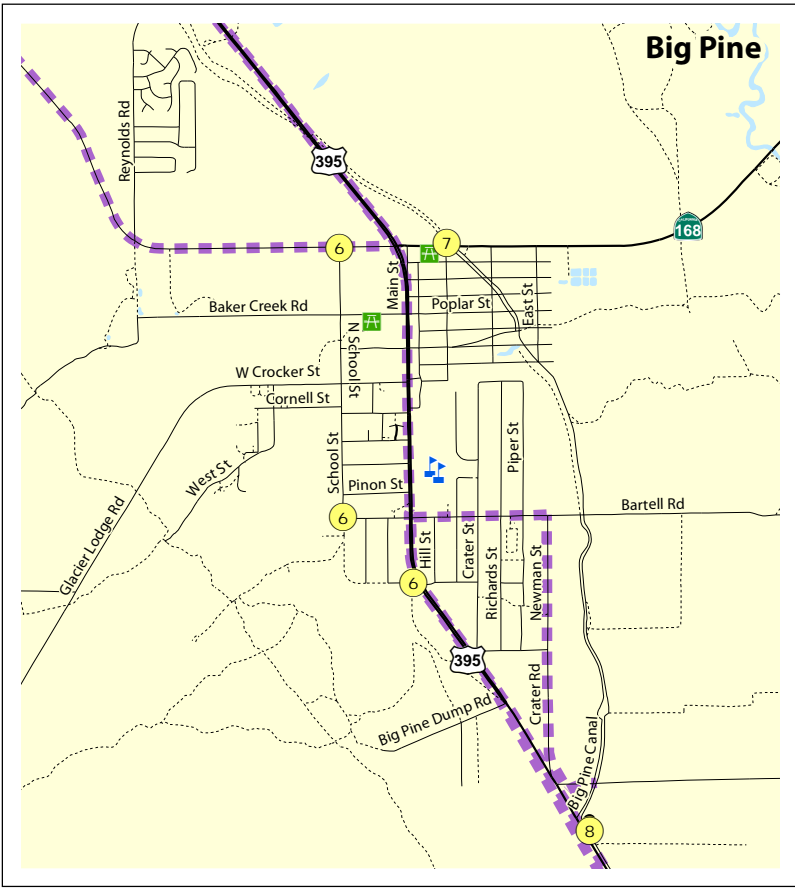 Big Pine
Reynolds Rd
395
CALIFORNIA
168
6
7
Main St
Poplar St
East St
Baker Creek Rd
N School St
W Crocker St
Cornell St
School St
West St
Piper St
Pinon St
Glacier Lodge Rd
6
Bartell Rd
Hill St
Crater St
Richards St
Newman St
6
395
Crater Rd
Big Pine Dump Rd
Big Pine Canal
8